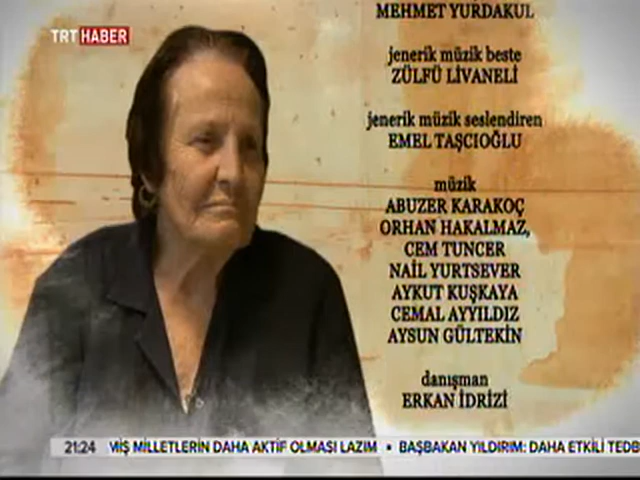 TRT HABER
MEHMET YURDAKUL
jenerik müzik beste
ZÜLFÜ LİVANELİ
jenerik müzik seslendiren
EMEL TAŞCIOĞLU
müzik
ABUZER KARAKOÇ
ORHAN HAKALMAZ,
CEM TUNCER
NAİL YURTSEVER
AYKUT KUŞKAYA
CEMAL AYYILDIZ
AYSUN GÜLTEKİN
danışman
ERKAN İDRİZİ
21:24 MİŞ MİLLETLERİN DAHA AKTİF OLMASI LAZIM • BAŞBAKAN YILDIRIM: DAHA ETKİLİ TEDB